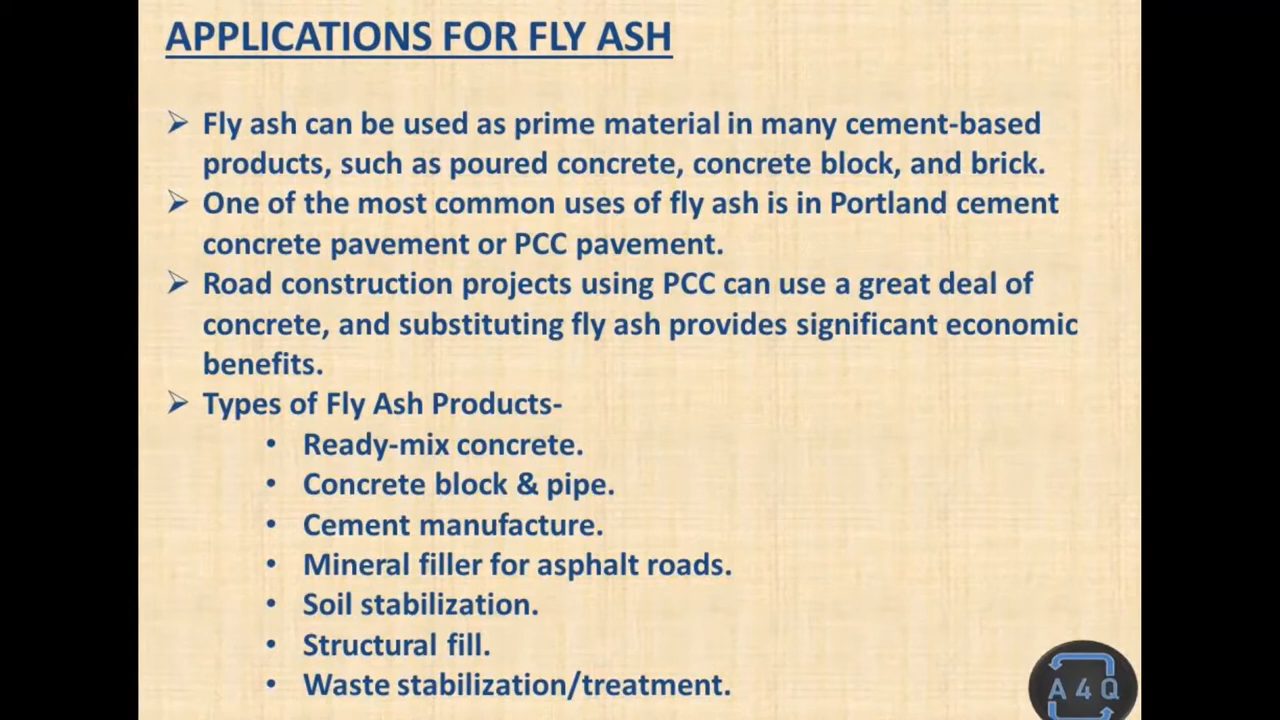 APPLICATIONS FOR FLY ASH
➢ Fly ash can be used as prime material in many cement-based
products, such as poured concrete, concrete block, and brick.
➢ One of the most common uses of fly ash is in Portland cement
concrete pavement or PCC pavement.
➢ Road construction projects using PCC can use a great deal of
concrete, and substituting fly ash provides significant economic
benefits.
➢ Types of Fly Ash Products-
• Ready-mix concrete.
• Concrete block & pipe.
• Cement manufacture.
• Mineral filler for asphalt roads.
• Soil stabilization.
• Structural fill.
• Waste stabilization/treatment.
A 4 Q